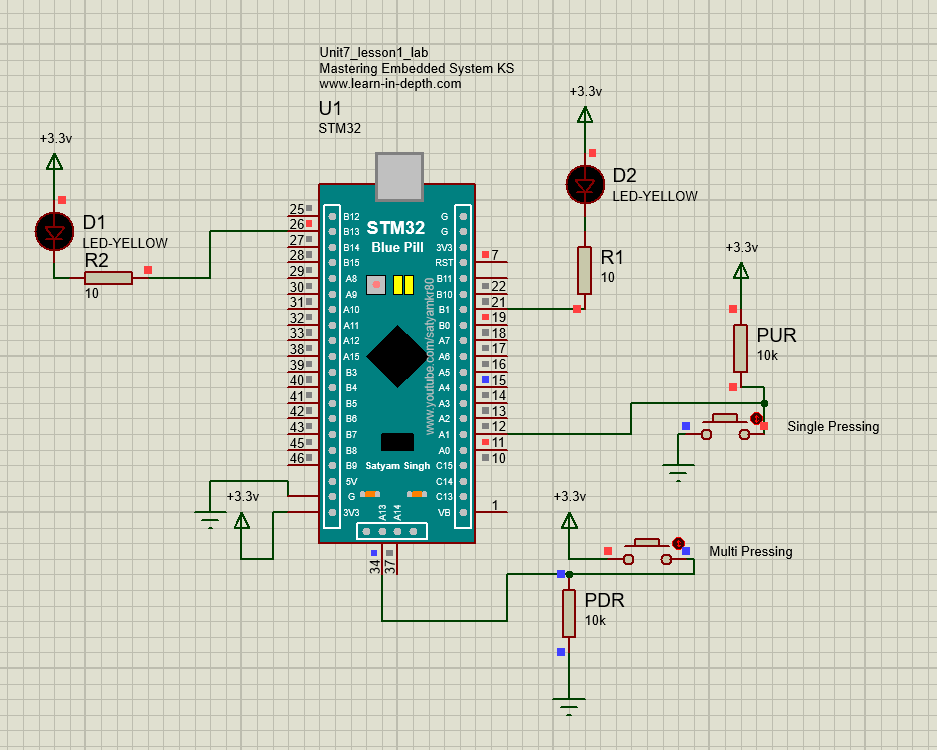 Unit7_lesson1_lab
Mastering Embedded System KS
www.learn-in-depth.com
U1
STM32
+3.3v
D1
LED-YELLOW
R2
10
+3.3v
D2
LED-YELLOW
R1
10
+3.3v
PUR
10k
Single Pressing
+3.3v
Multi Pressing
PDR
10k
+3.3v
STM32
Blue Pill
www.youtube.com/satyamkr80
Satyam Singh
25 B12
26 B13
27 B14
28 B15
29 A8
30 A9
31 A10
32 A11
33 A12
38 A15
39 B3
40 B4
41 B5
42 B6
43 B7
45 B8
46 B9
5V
G
3V3
G
G
3V3
RST 7
B11
B10 22
B1 21
B0 19
A7 18
A6 17
A5 16
A4 15
A3 14
A2 13
A1 12
A0 11
C15 10
C14
C13
VB 1
A13 A14
34 37